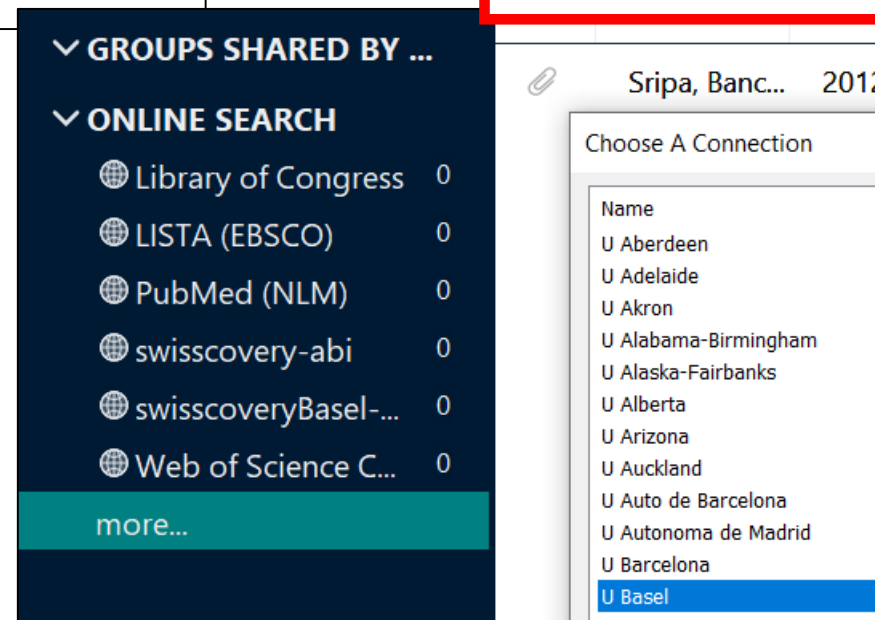 GROUPS SHARED BY ...
ONLINE SEARCH
Library of Congress 0
LISTA (EBSCO) 0
PubMed (NLM) 0
swisscovery-abi 0
swisscoveryBasel-... 0
Web of Science C... 0
more...
Sripa, Banc... 2012
Choose A Connection
Name
U Aberdeen
U Adelaide
U Akron
U Alabama-Birmingham
U Alaska-Fairbanks
U Alberta
U Arizona
U Auckland
U Auto de Barcelona
U Autonoma de Madrid
U Barcelona
U Basel